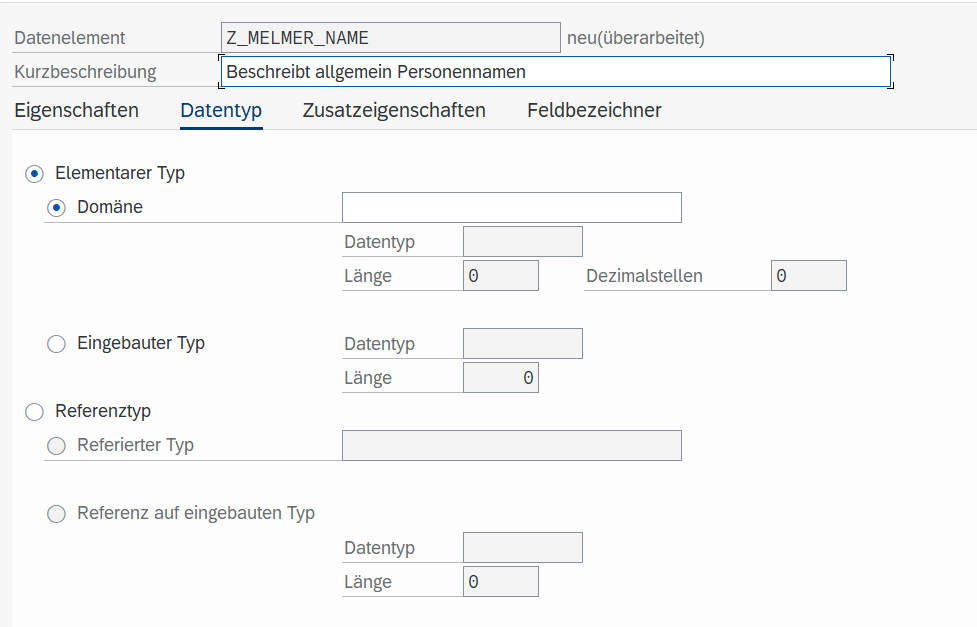 Datenelement Z_MELMER_NAME neu(überarbeitet)
Kurzbeschreibung Beschreibt allgemein Personennamen
Eigenschaften Datentyp Zusatzeigenschaften Feldbezeichner
Elementarer Typ
Domäne
Datentyp
Länge 0 Dezimalstellen 0
Eingebauter Typ Datentyp
Länge 0
Referenztyp
Referierter Typ
Referenz auf eingebauten Typ
Datentyp
Länge 0